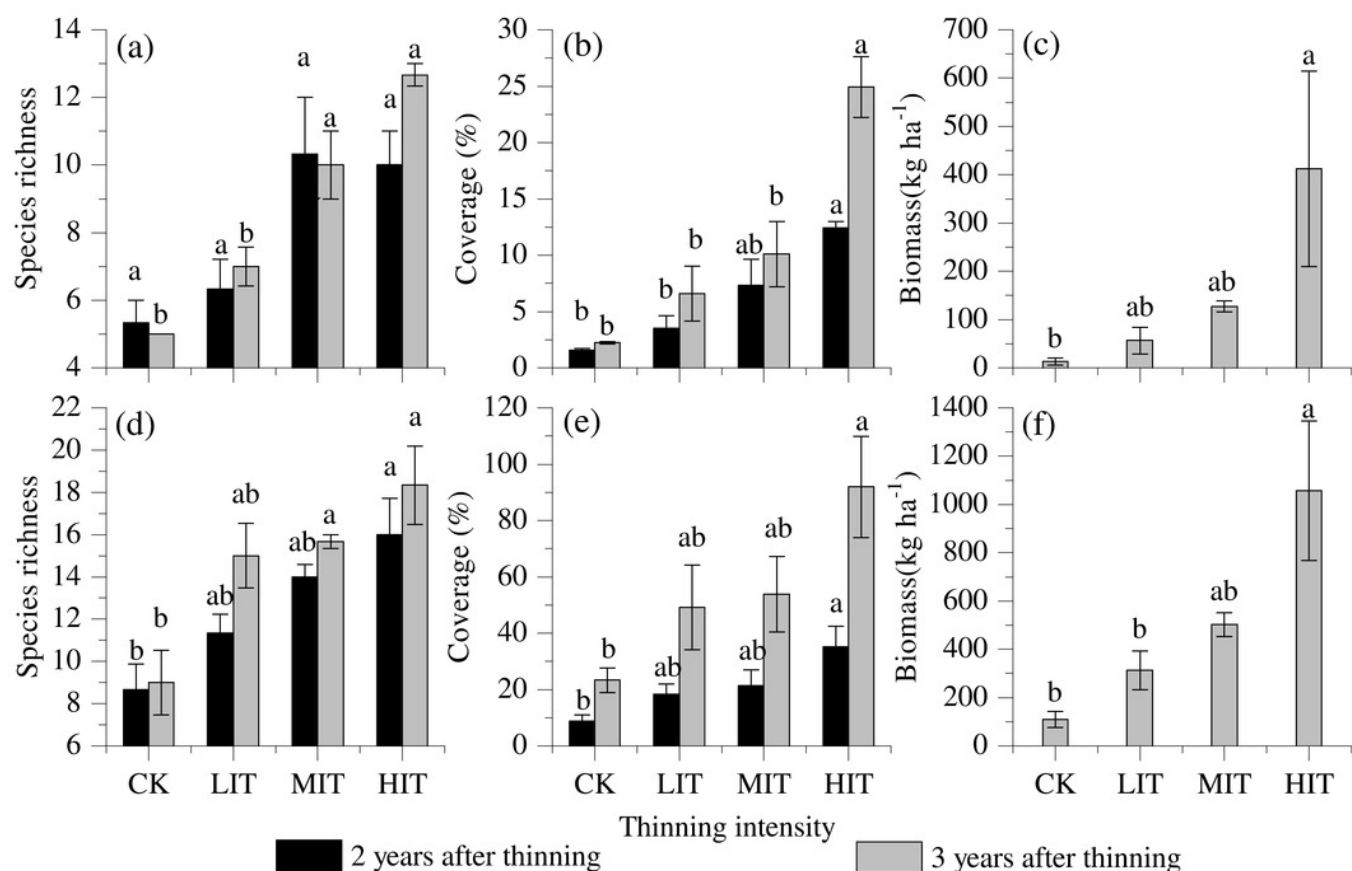 (a)
Species richness
14
12
10
8
6
4
a
b
a
b
a
a
a
a
(b)
Coverage (%)
30
25
20
15
10
5
0
b
b
b
b
ab
b
a
a
(c)
Biomass(kg ha⁻¹)
700
600
500
400
300
200
100
0
b
ab
ab
a
(d)
Species richness
22
20
18
16
14
12
10
8
6
b
b
ab
ab
ab
a
a
a
CK
LIT
MIT
HIT
(e)
Coverage (%)
120
100
80
60
40
20
0
b
b
ab
ab
ab
ab
a
a
CK
LIT
MIT
HIT
(f)
Biomass(kg ha⁻¹)
1400
1200
1000
800
600
400
200
0
b
b
ab
a
CK
LIT
MIT
HIT
Thinning intensity
2 years after thinning
3 years after thinning